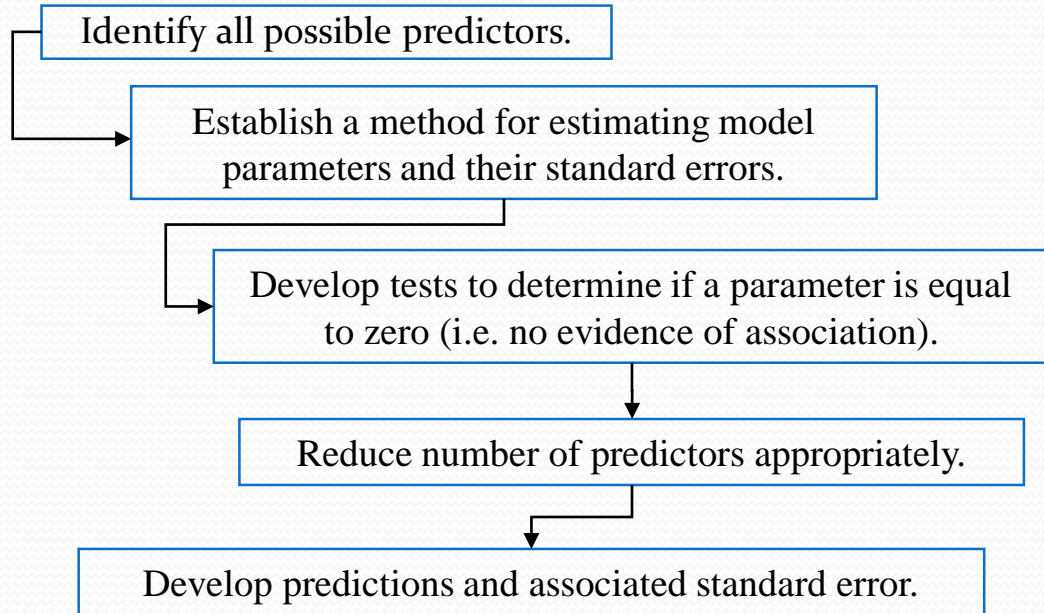 Identify all possible predictors.
Establish a method for estimating model
parameters and their standard errors.
Develop tests to determine if a parameter is equal
to zero (i.e. no evidence of association).
Reduce number of predictors appropriately.
Develop predictions and associated standard error.